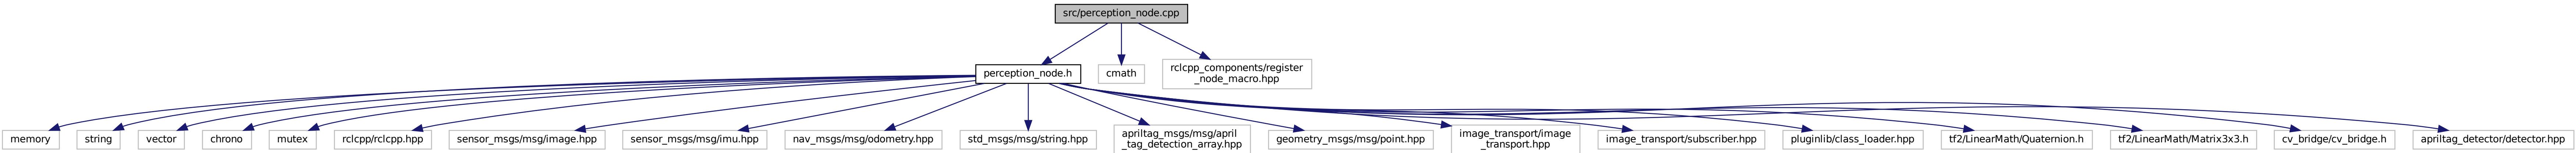 src/perception_node.cpp
perception_node.h
cmath
rclcpp_components/register
_node_macro.hpp
memory
string
vector
chrono
mutex
rclcpp/rclcpp.hpp
sensor_msgs/msg/image.hpp
sensor_msgs/msg/imu.hpp
nav_msgs/msg/odometry.hpp
std_msgs/msg/string.hpp
apriltag_msgs/msg/april
_tag_detection_array.hpp
geometry_msgs/msg/point.hpp
image_transport/image
_transport.hpp
image_transport/subscriber.hpp
pluginlib/class_loader.hpp
tf2/LinearMath/Quaternion.h
tf2/LinearMath/Matrix3x3.h
cv_bridge/cv_bridge.h
apriltag_detector/detector.hpp